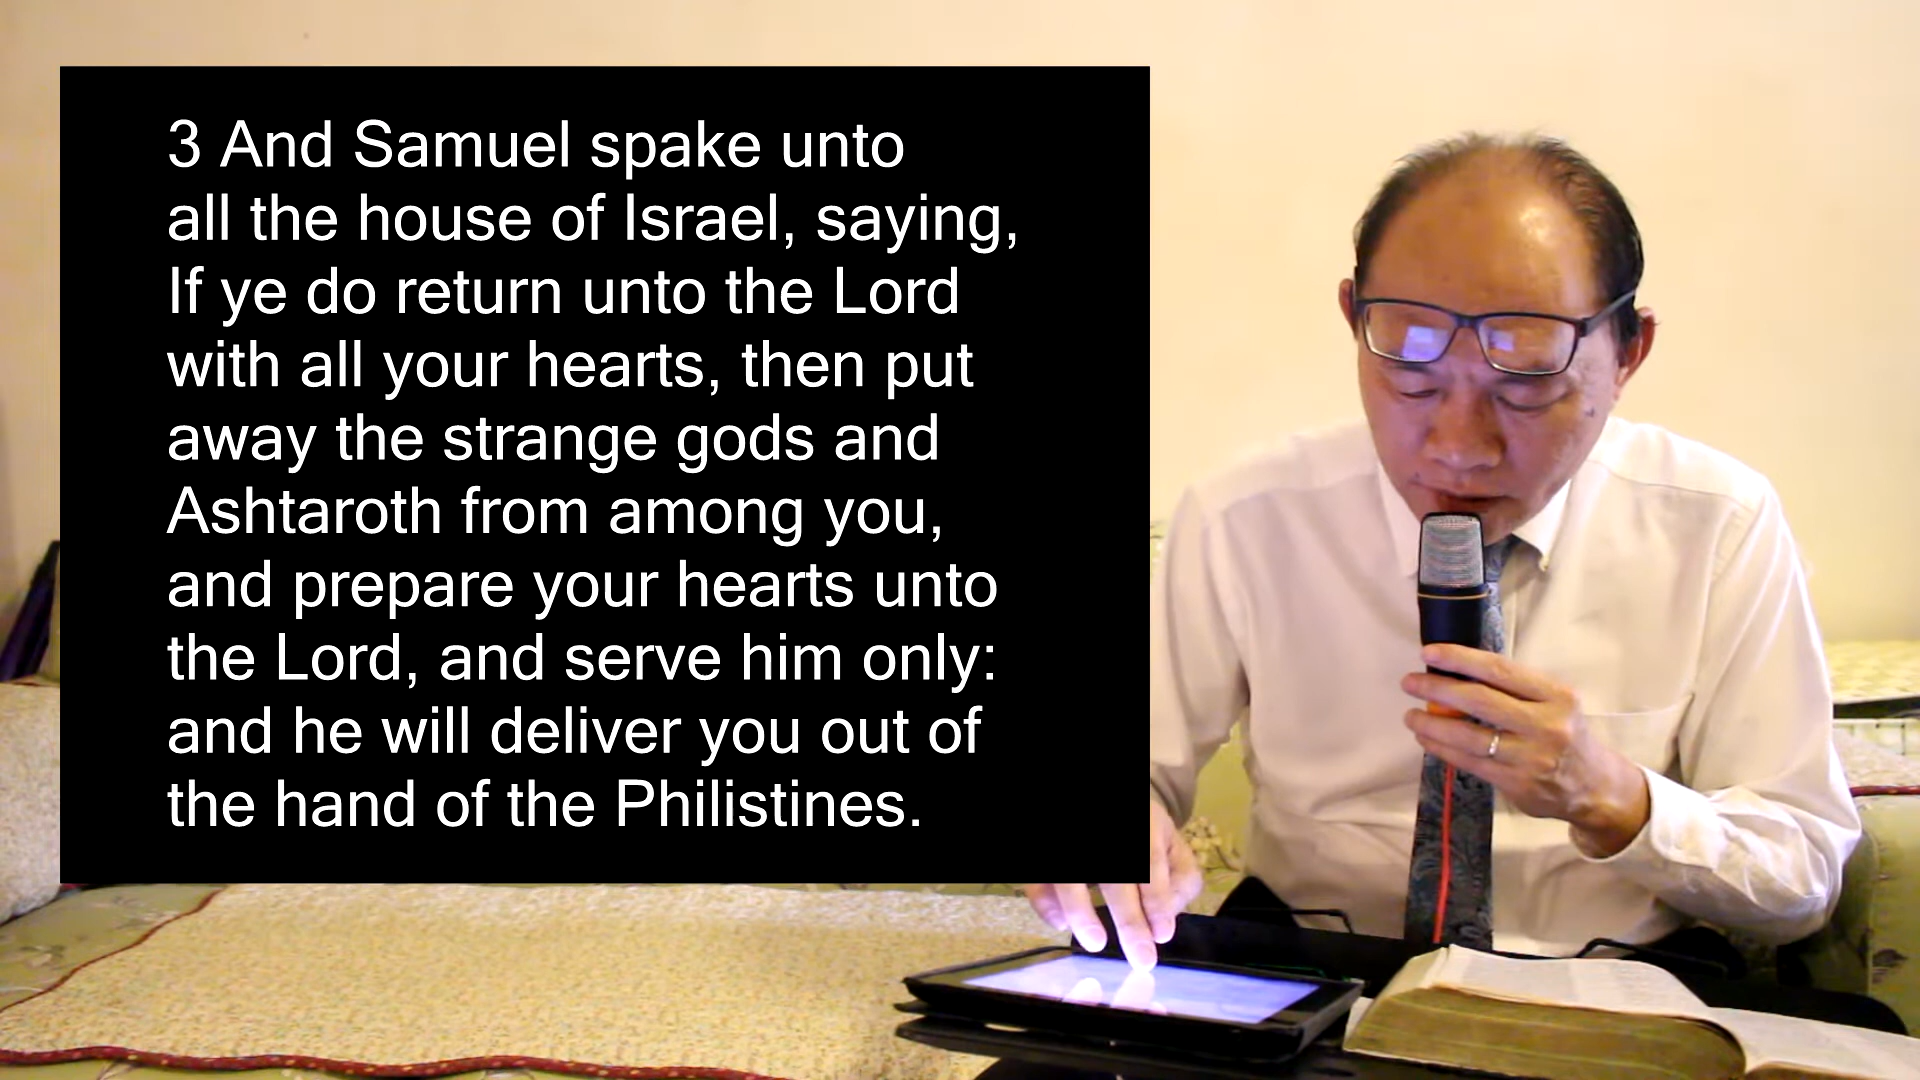 3 And Samuel spake unto
all the house of Israel, saying,
If ye do return unto the Lord
with all your hearts, then put
away the strange gods and
Ashtaroth from among you,
and prepare your hearts unto
the Lord, and serve him only:
and he will deliver you out of
the hand of the Philistines.